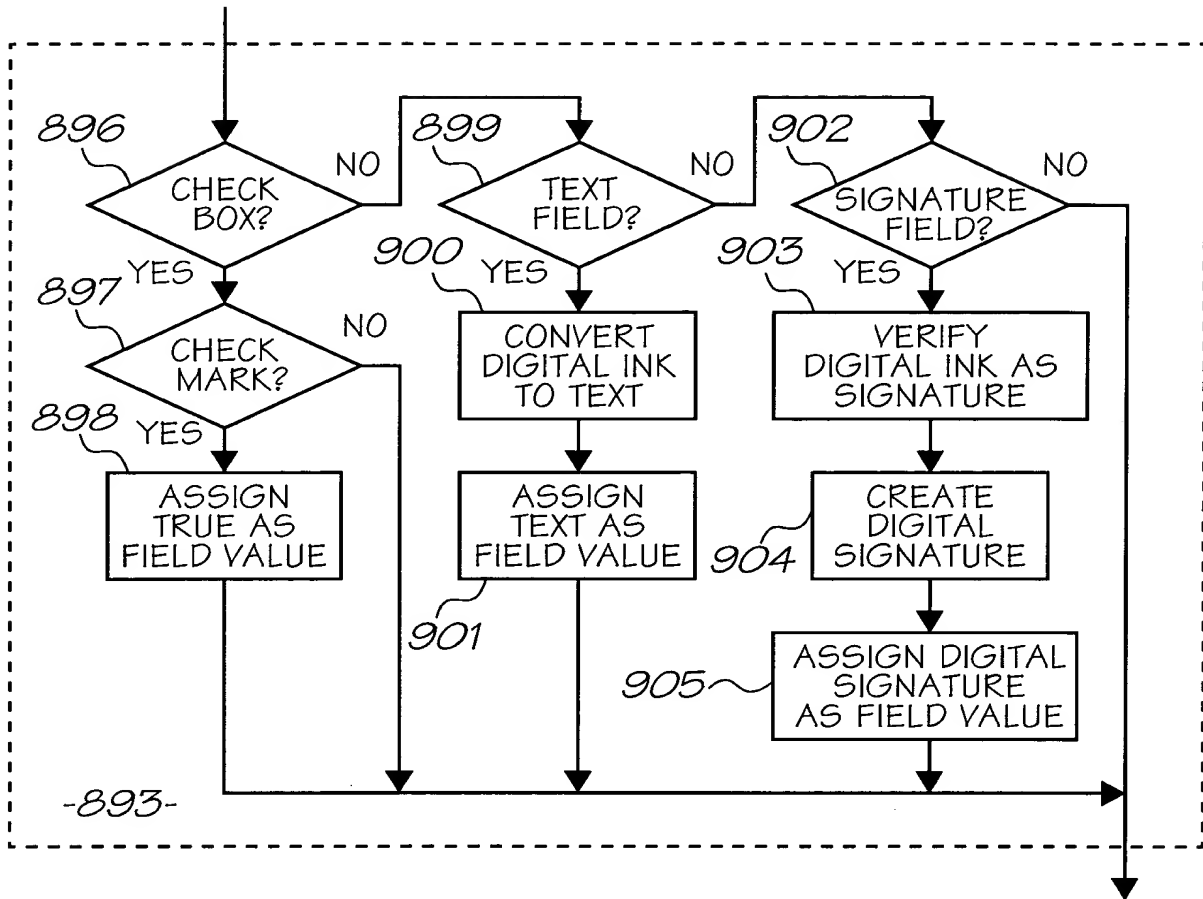 896
CHECK
BOX?
NO
YES
897
CHECK
MARK?
NO
YES
898
ASSIGN
TRUE AS
FIELD VALUE
899
TEXT
FIELD?
NO
YES
900
CONVERT
DIGITAL INK
TO TEXT
ASSIGN
TEXT AS
FIELD VALUE
901
902
SIGNATURE
FIELD?
NO
YES
903
VERIFY
DIGITAL INK AS
SIGNATURE
CREATE
DIGITAL
SIGNATURE
904
905
ASSIGN DIGITAL
SIGNATURE
AS FIELD VALUE
-893-